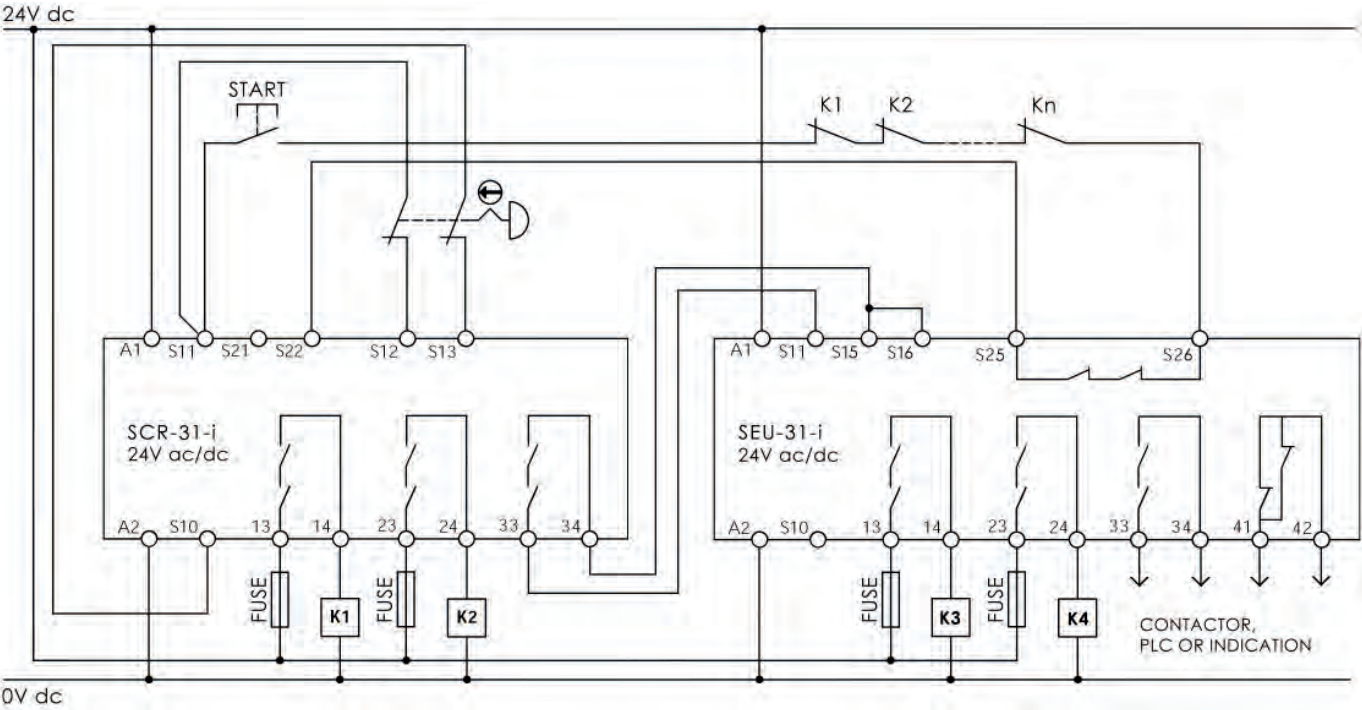 24V dc
START
K1 K2 Kn
A1 S11 S21 S22 S12 S13
A1 S11 S15 S16 S25 S26
SCR-31-i
24V ac/dc
SEU-31-i
24V ac/dc
A2 S10 13 14 23 24 33 34
A2 S10 13 14 23 24 33 34 41 42
FUSE K1 FUSE K2
FUSE K3 FUSE K4
CONTACTOR,
PLC OR INDICATION
0V dc